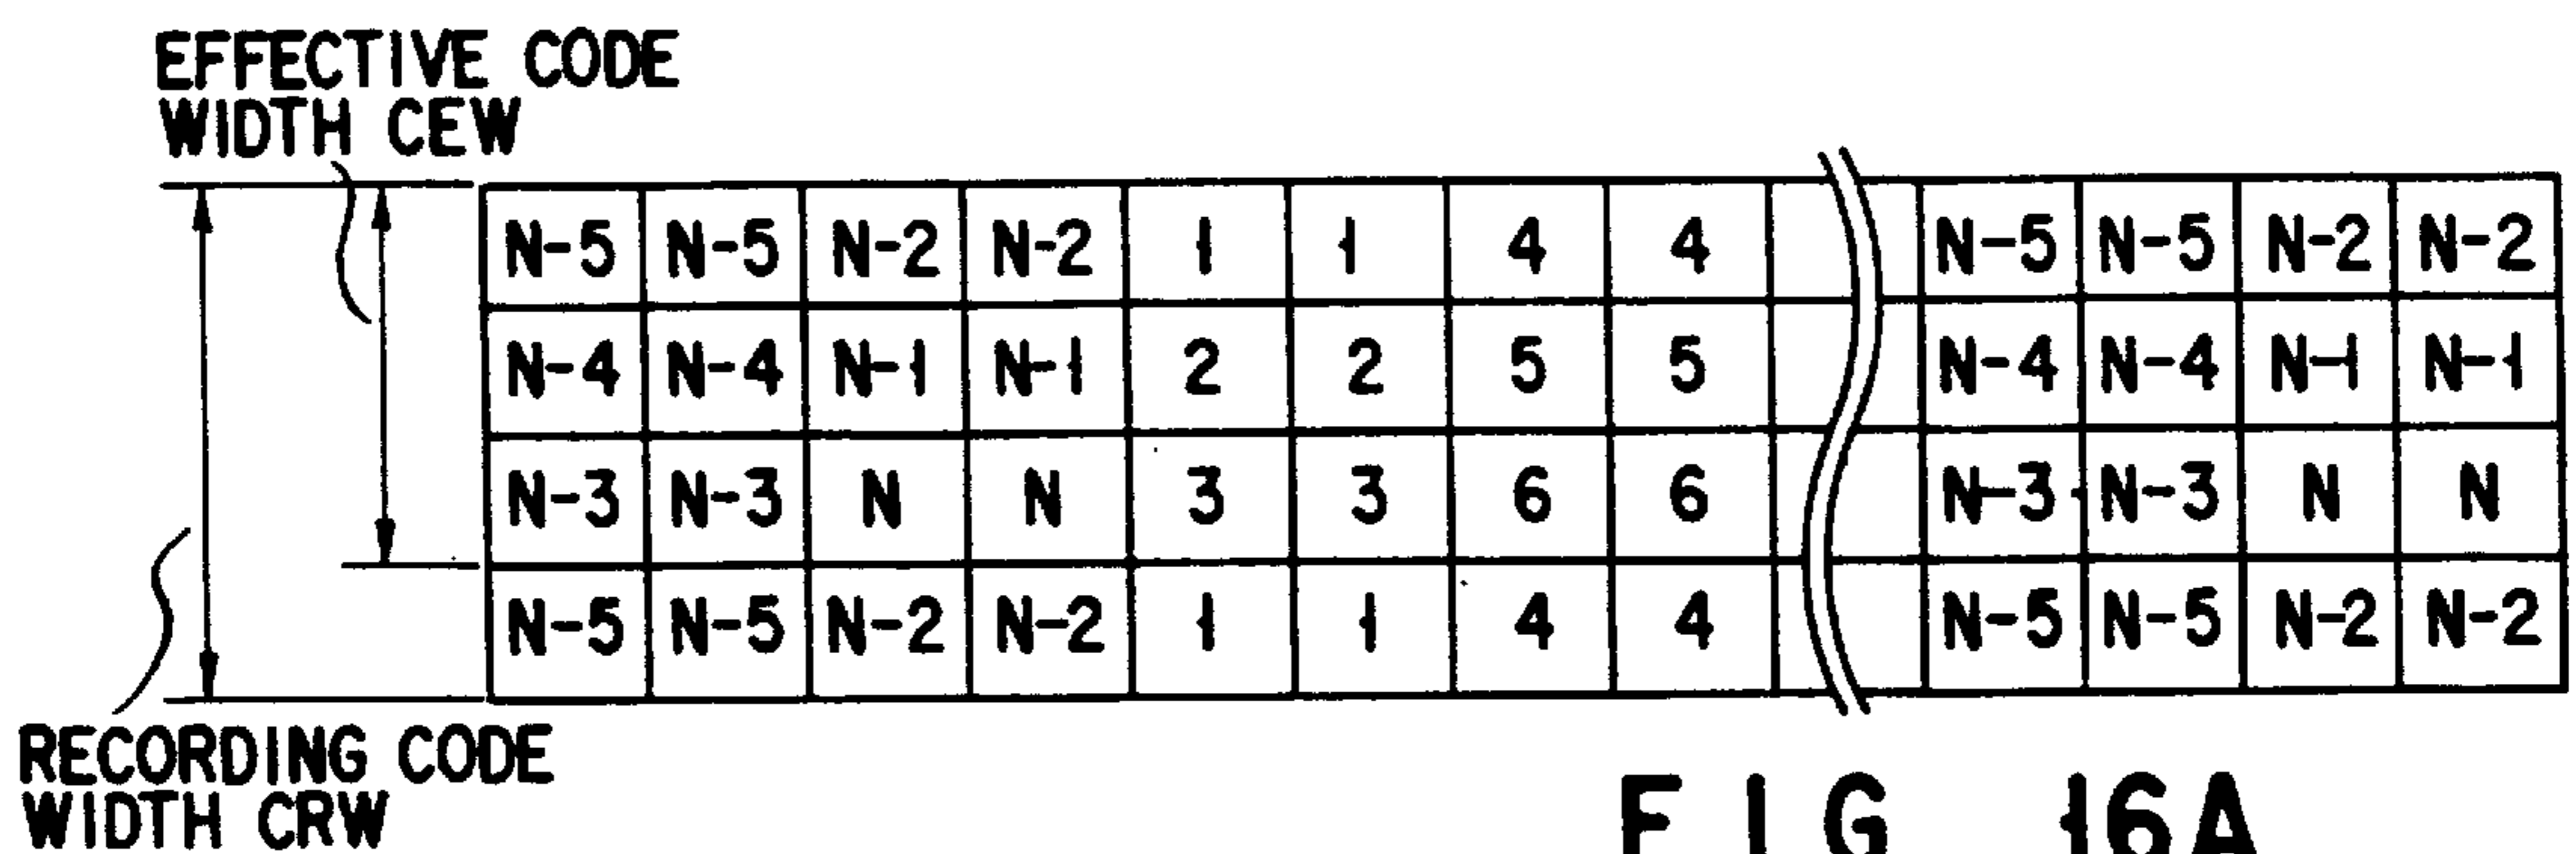 EFFECTIVE CODE
WIDTH CEW
N-5 N-5 N-2 N-2 1 1 4 4 N-5 N-5 N-2 N-2
N-4 N-4 N-1 N-1 2 2 5 5 N-4 N-4 N-1 N-1
N-3 N-3 N N 3 3 6 6 N-3 N-3 N N
N-5 N-5 N-2 N-2 1 1 4 4 N-5 N-5 N-2 N-2
RECORDING CODE
WIDTH CRW
FIG 16A